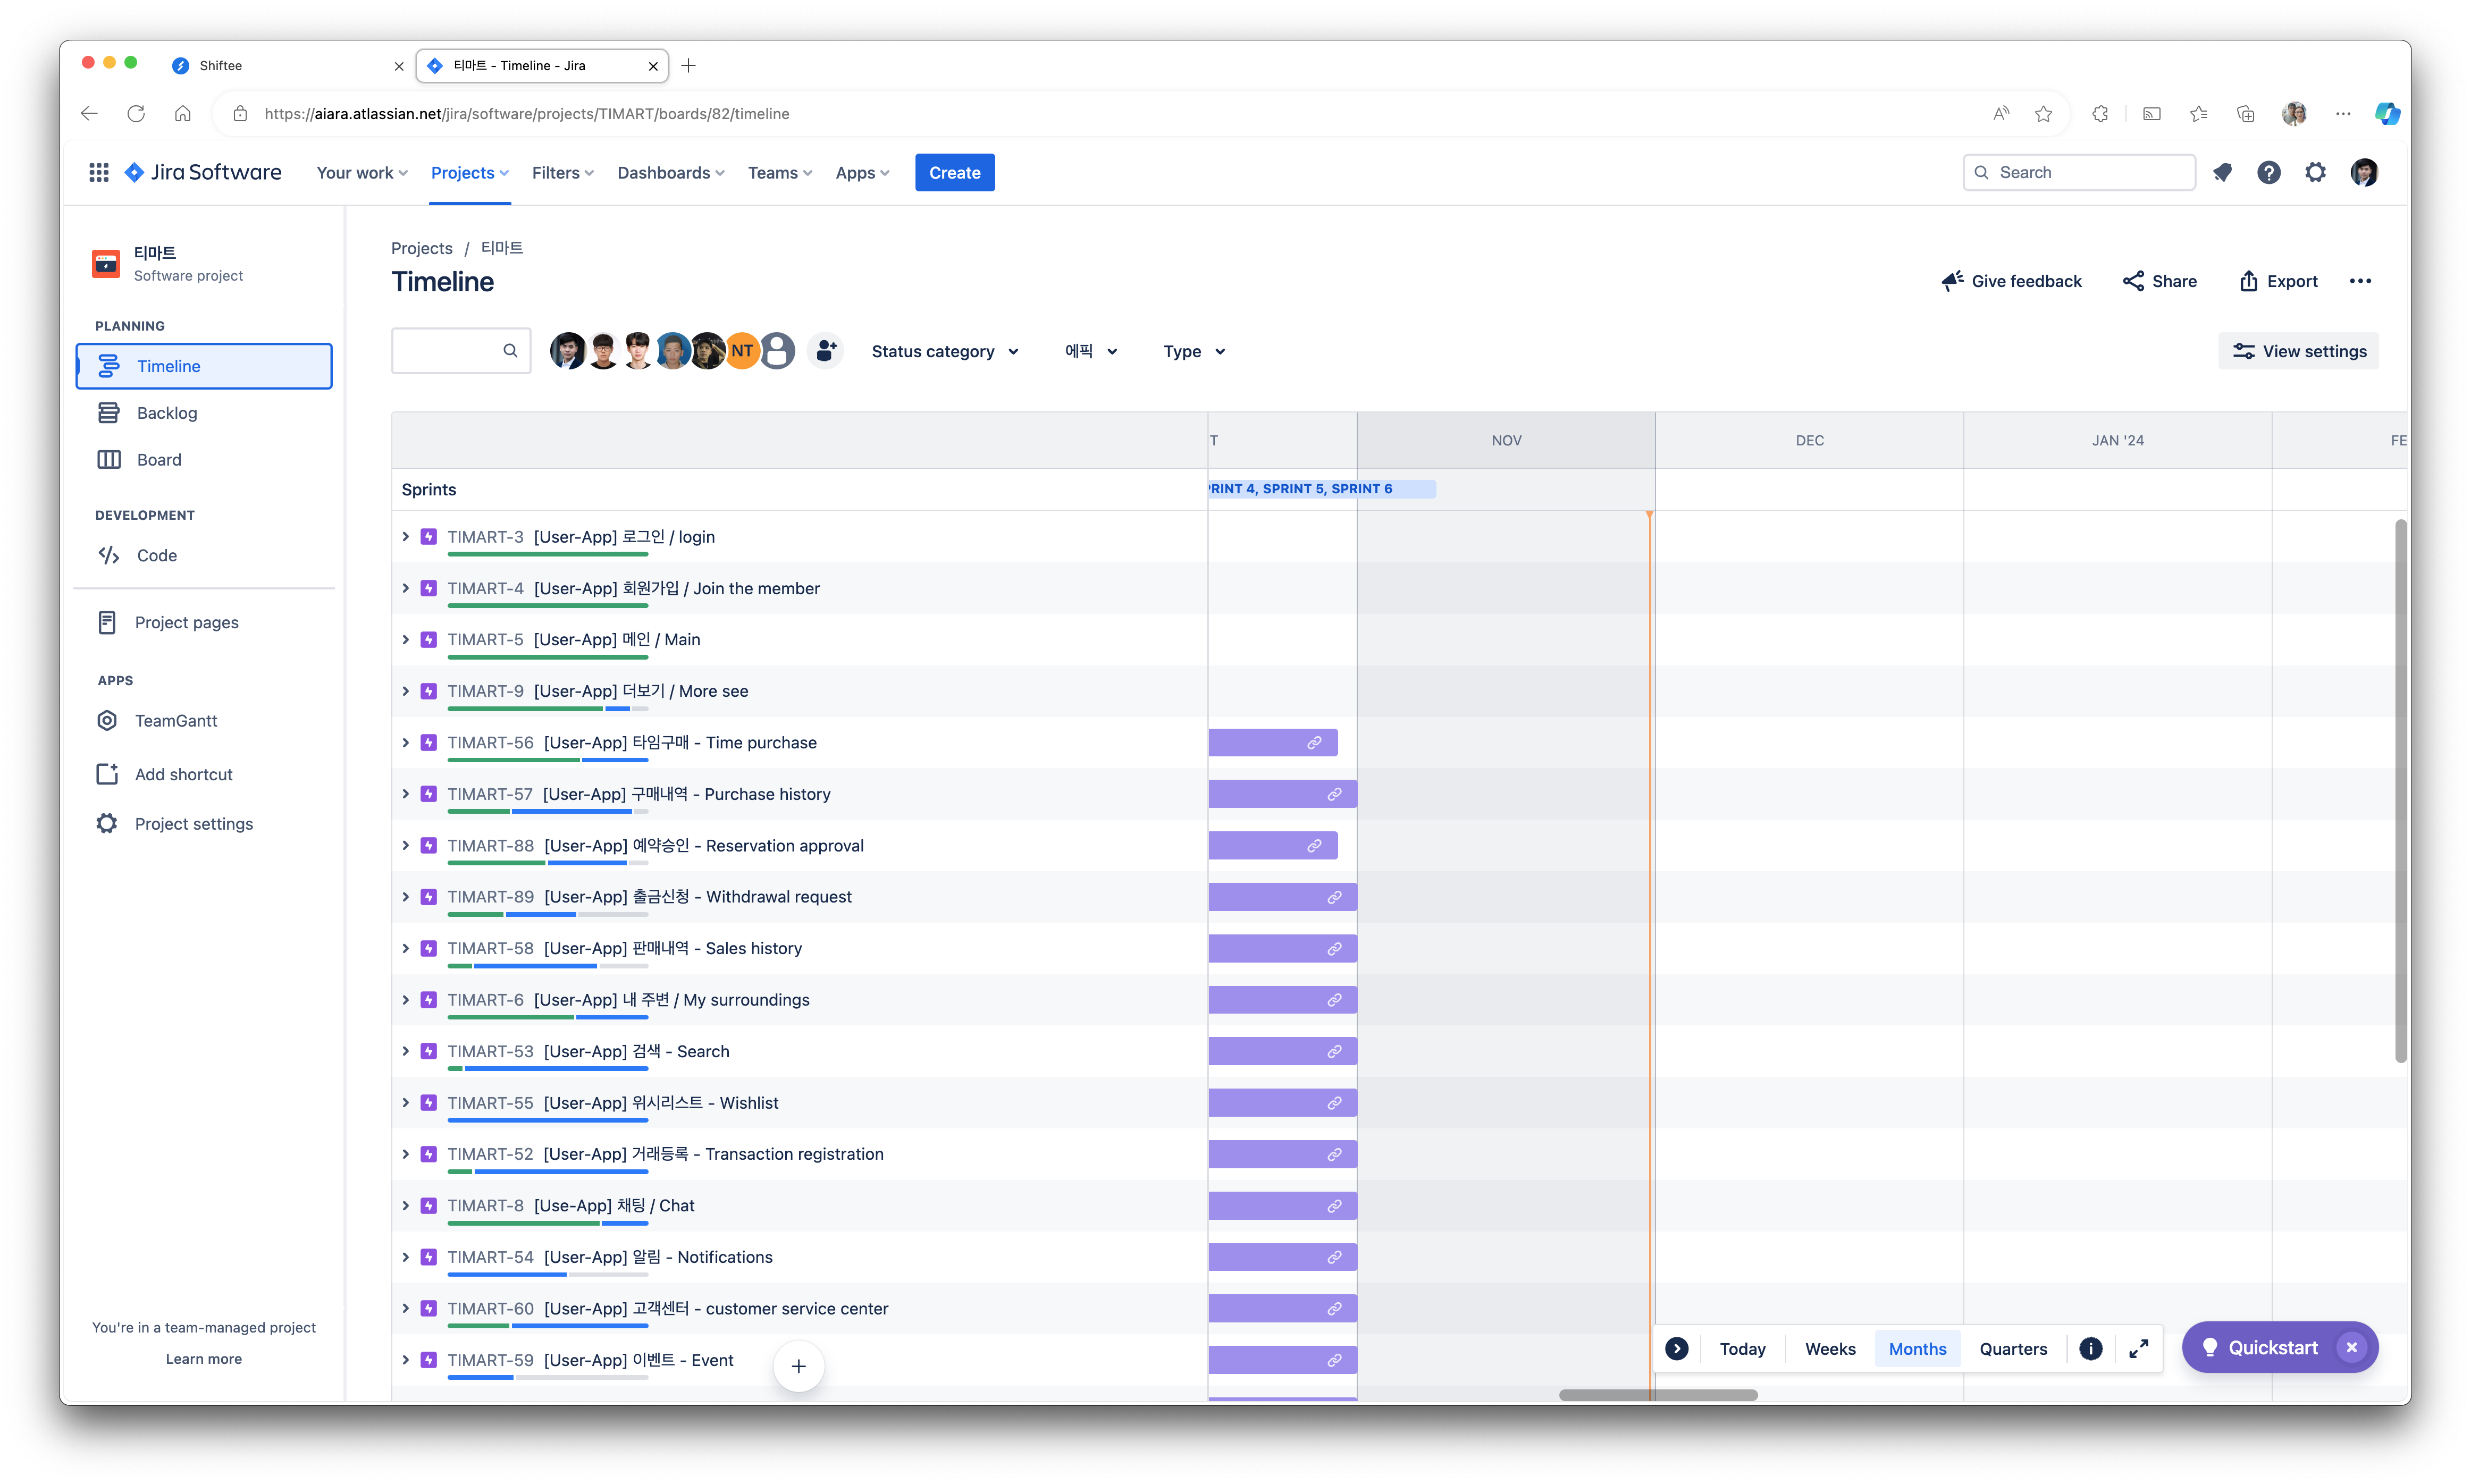 Shiftee
티마트 - Timeline - Jira
https://aiara.atlassian.net/jira/software/projects/TIMART/boards/82/timeline
Jira Software
Your work
Projects
Filters
Dashboards
Teams
Apps
Create
Search
티마트
Software project
PLANNING
Timeline
Backlog
Board
DEVELOPMENT
Code
Project pages
APPS
TeamGantt
Add shortcut
Project settings
You're in a team-managed project
Learn more
Projects / 티마트
Timeline
Give feedback
Share
Export
NT
Status category
에픽
Type
View settings
T
NOV
DEC
JAN '24
FE
Sprints
PRINT 4, SPRINT 5, SPRINT 6
TIMART-3 [User-App] 로그인 / login
TIMART-4 [User-App] 회원가입 / Join the member
TIMART-5 [User-App] 메인 / Main
TIMART-9 [User-App] 더보기 / More see
TIMART-56 [User-App] 타임구매 - Time purchase
TIMART-57 [User-App] 구매내역 - Purchase history
TIMART-88 [User-App] 예약승인 - Reservation approval
TIMART-89 [User-App] 출금신청 - Withdrawal request
TIMART-58 [User-App] 판매내역 - Sales history
TIMART-6 [User-App] 내 주변 / My surroundings
TIMART-53 [User-App] 검색 - Search
TIMART-55 [User-App] 위시리스트 - Wishlist
TIMART-52 [User-App] 거래등록 - Transaction registration
TIMART-8 [Use-App] 채팅 / Chat
TIMART-54 [User-App] 알림 - Notifications
TIMART-60 [User-App] 고객센터 - customer service center
TIMART-59 [User-App] 이벤트 - Event
Today
Weeks
Months
Quarters
Quickstart